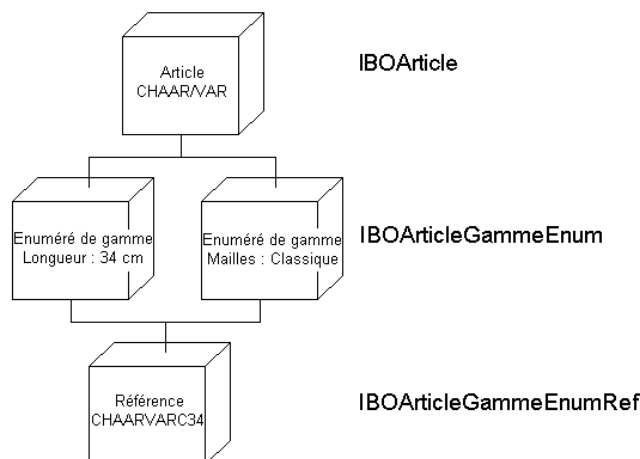 Article
CHAAR/VAR
IBOArticle
Enuméré de gamme
Longueur : 34 cm
Enuméré de gamme
Mailles : Classique
IBOArticleGammeEnum
Référence
CHAARVARC34
IBOArticleGammeEnumRef